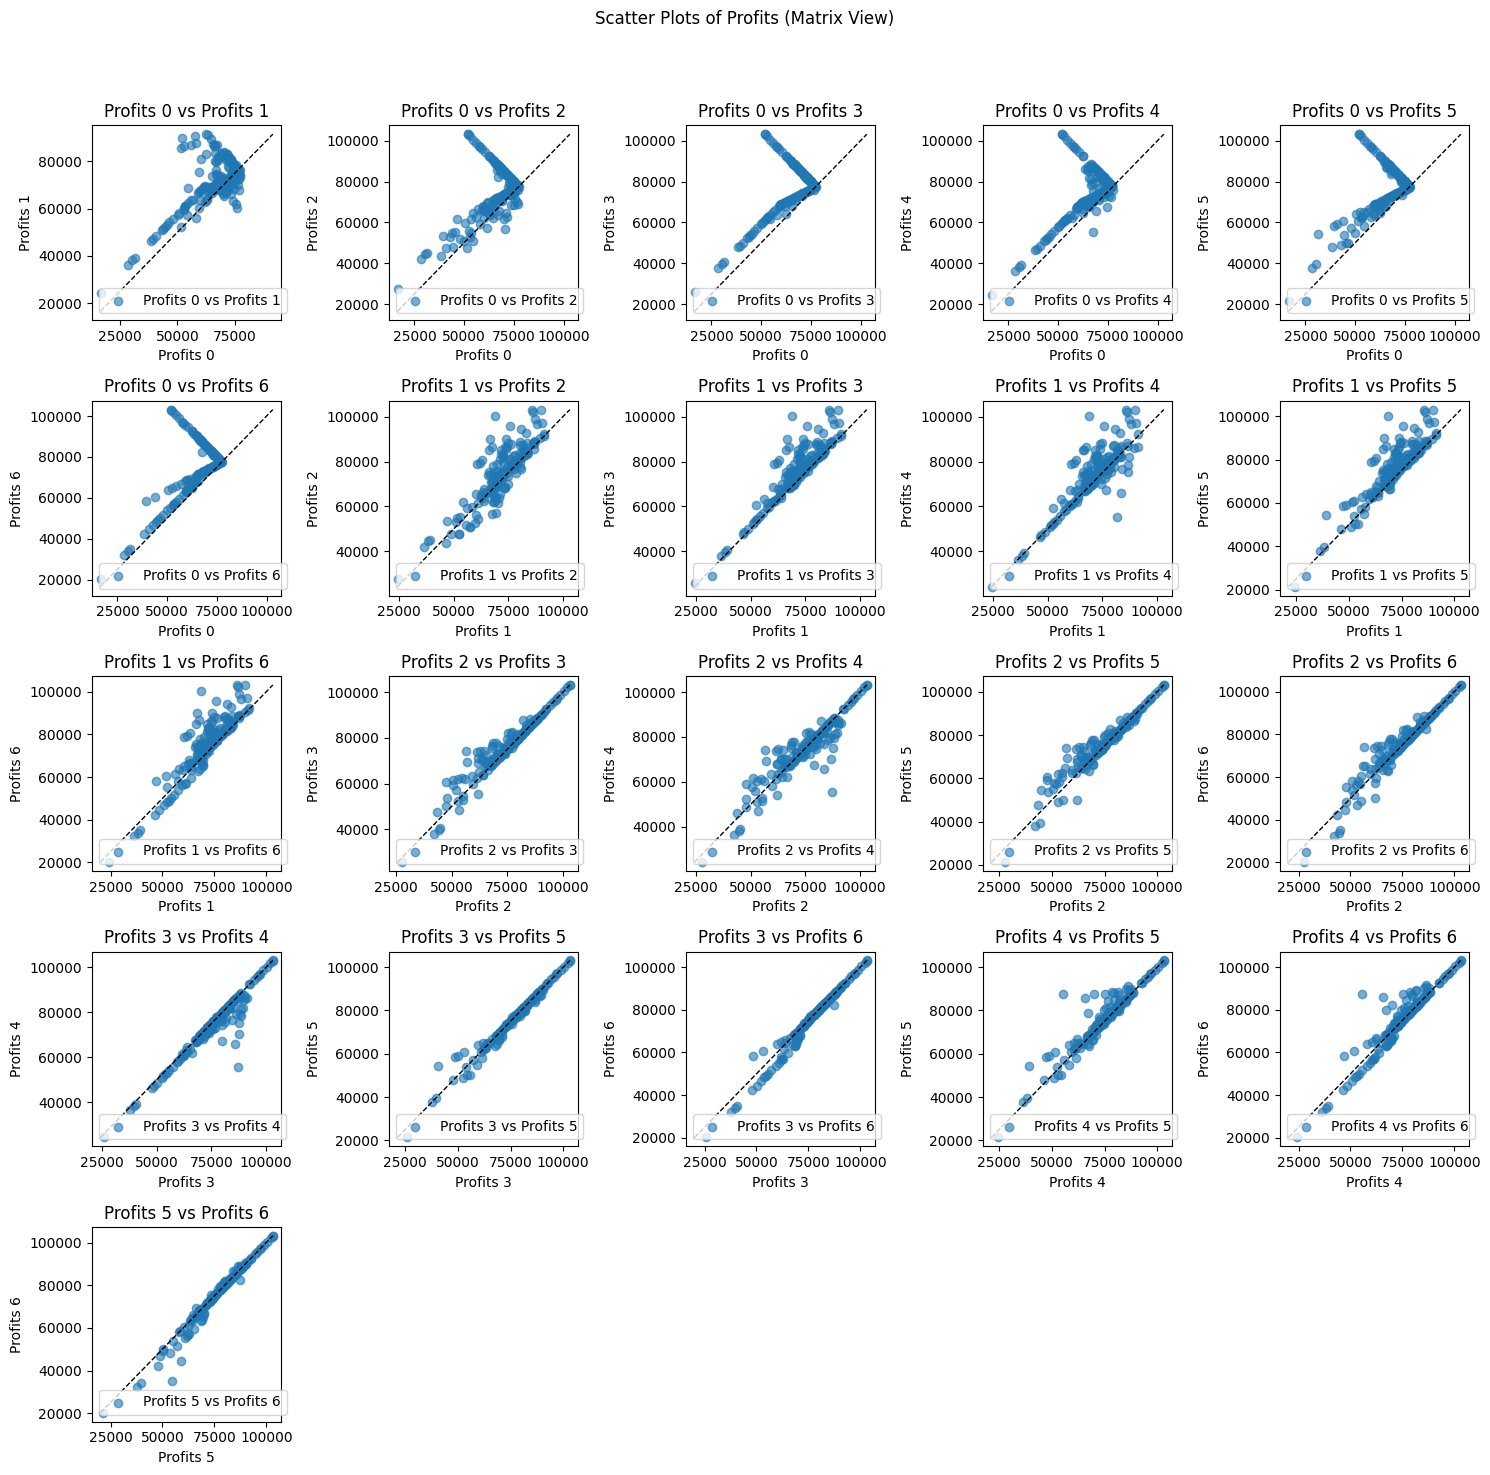 Scatter Plots of Profits (Matrix View)
Profits 0 vs Profits 1
Profits 1
80000
60000
40000
20000
Profits 0 vs Profits 1
25000 50000 75000
Profits 0
Profits 0 vs Profits 2
Profits 2
100000
80000
60000
40000
20000
Profits 0 vs Profits 2
25000 50000 75000 100000
Profits 0
Profits 0 vs Profits 3
Profits 3
100000
80000
60000
40000
20000
Profits 0 vs Profits 3
25000 50000 75000 100000
Profits 0
Profits 0 vs Profits 4
Profits 4
100000
80000
60000
40000
20000
Profits 0 vs Profits 4
25000 50000 75000 100000
Profits 0
Profits 0 vs Profits 5
Profits 5
100000
80000
60000
40000
20000
Profits 0 vs Profits 5
25000 50000 75000 100000
Profits 0
Profits 0 vs Profits 6
Profits 6
100000
80000
60000
40000
20000
Profits 0 vs Profits 6
25000 50000 75000 100000
Profits 0
Profits 1 vs Profits 2
Profits 2
100000
80000
60000
40000
Profits 1 vs Profits 2
25000 50000 75000 100000
Profits 1
Profits 1 vs Profits 3
Profits 3
100000
80000
60000
40000
Profits 1 vs Profits 3
25000 50000 75000 100000
Profits 1
Profits 1 vs Profits 4
Profits 4
100000
80000
60000
40000
Profits 1 vs Profits 4
25000 50000 75000 100000
Profits 1
Profits 1 vs Profits 5
Profits 5
100000
80000
60000
40000
20000
Profits 1 vs Profits 5
25000 50000 75000 100000
Profits 1
Profits 1 vs Profits 6
Profits 6
100000
80000
60000
40000
20000
Profits 1 vs Profits 6
25000 50000 75000 100000
Profits 1
Profits 2 vs Profits 3
Profits 3
100000
80000
60000
40000
Profits 2 vs Profits 3
25000 50000 75000 100000
Profits 2
Profits 2 vs Profits 4
Profits 4
100000
80000
60000
40000
Profits 2 vs Profits 4
25000 50000 75000 100000
Profits 2
Profits 2 vs Profits 5
Profits 5
100000
80000
60000
40000
20000
Profits 2 vs Profits 5
25000 50000 75000 100000
Profits 2
Profits 2 vs Profits 6
Profits 6
100000
80000
60000
40000
20000
Profits 2 vs Profits 6
25000 50000 75000 100000
Profits 2
Profits 3 vs Profits 4
Profits 4
100000
80000
60000
40000
Profits 3 vs Profits 4
25000 50000 75000 100000
Profits 3
Profits 3 vs Profits 5
Profits 5
100000
80000
60000
40000
20000
Profits 3 vs Profits 5
25000 50000 75000 100000
Profits 3
Profits 3 vs Profits 6
Profits 6
100000
80000
60000
40000
20000
Profits 3 vs Profits 6
25000 50000 75000 100000
Profits 3
Profits 4 vs Profits 5
Profits 5
100000
80000
60000
40000
20000
Profits 4 vs Profits 5
25000 50000 75000 100000
Profits 4
Profits 4 vs Profits 6
Profits 6
100000
80000
60000
40000
20000
Profits 4 vs Profits 6
25000 50000 75000 100000
Profits 4
Profits 5 vs Profits 6
Profits 6
100000
80000
60000
40000
20000
Profits 5 vs Profits 6
25000 50000 75000 100000
Profits 5